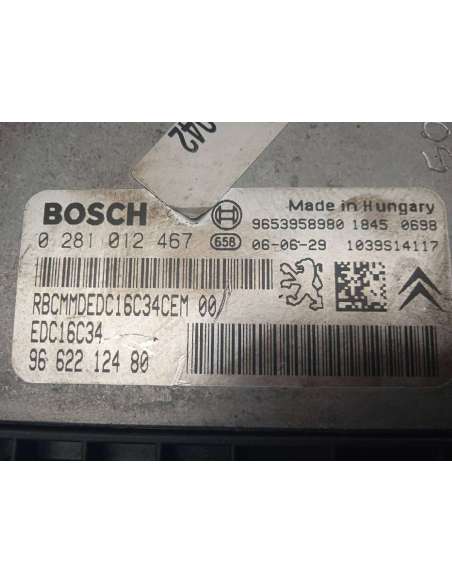 242
BOSCH
Made in Hungary
0 281 012 467
9653958980 1845 0698
658
06-06-29 1039S14117
RBCMMDEDC16C34CEM 00
EDC16C34
96 622 124 80